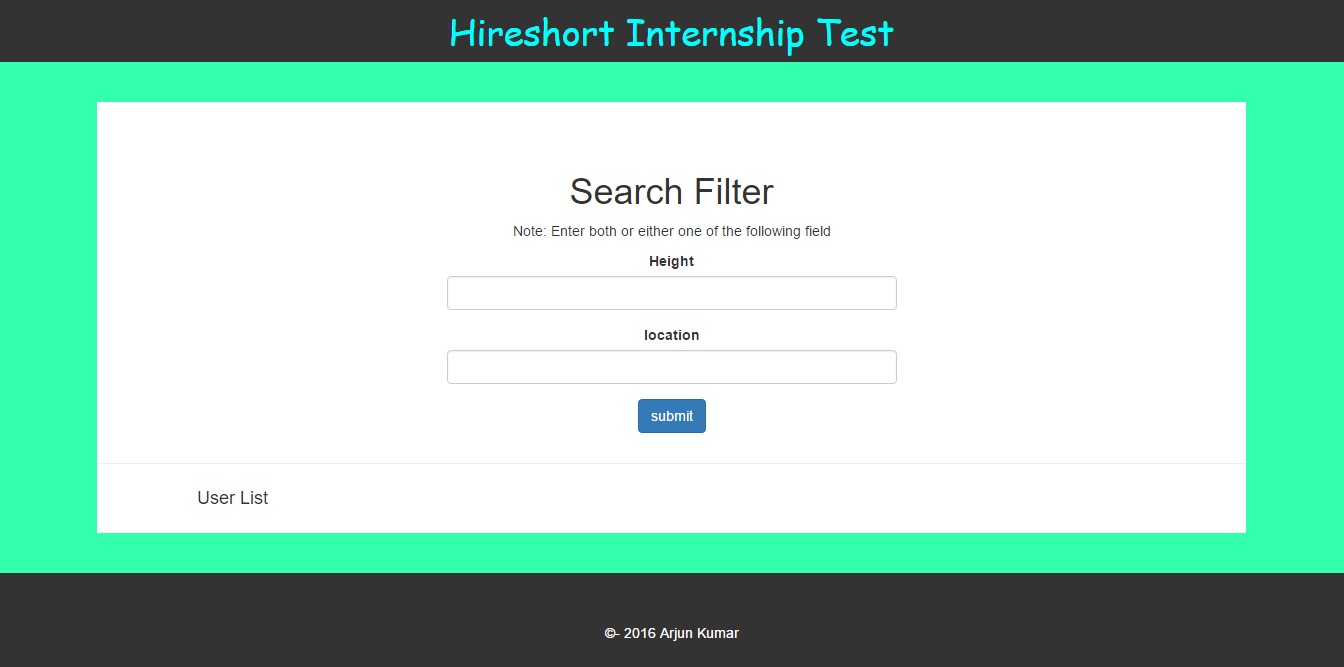 Hireshort Internship Test
Search Filter
Note: Enter both or either one of the following field
Height
location
submit
User List
©- 2016 Arjun Kumar